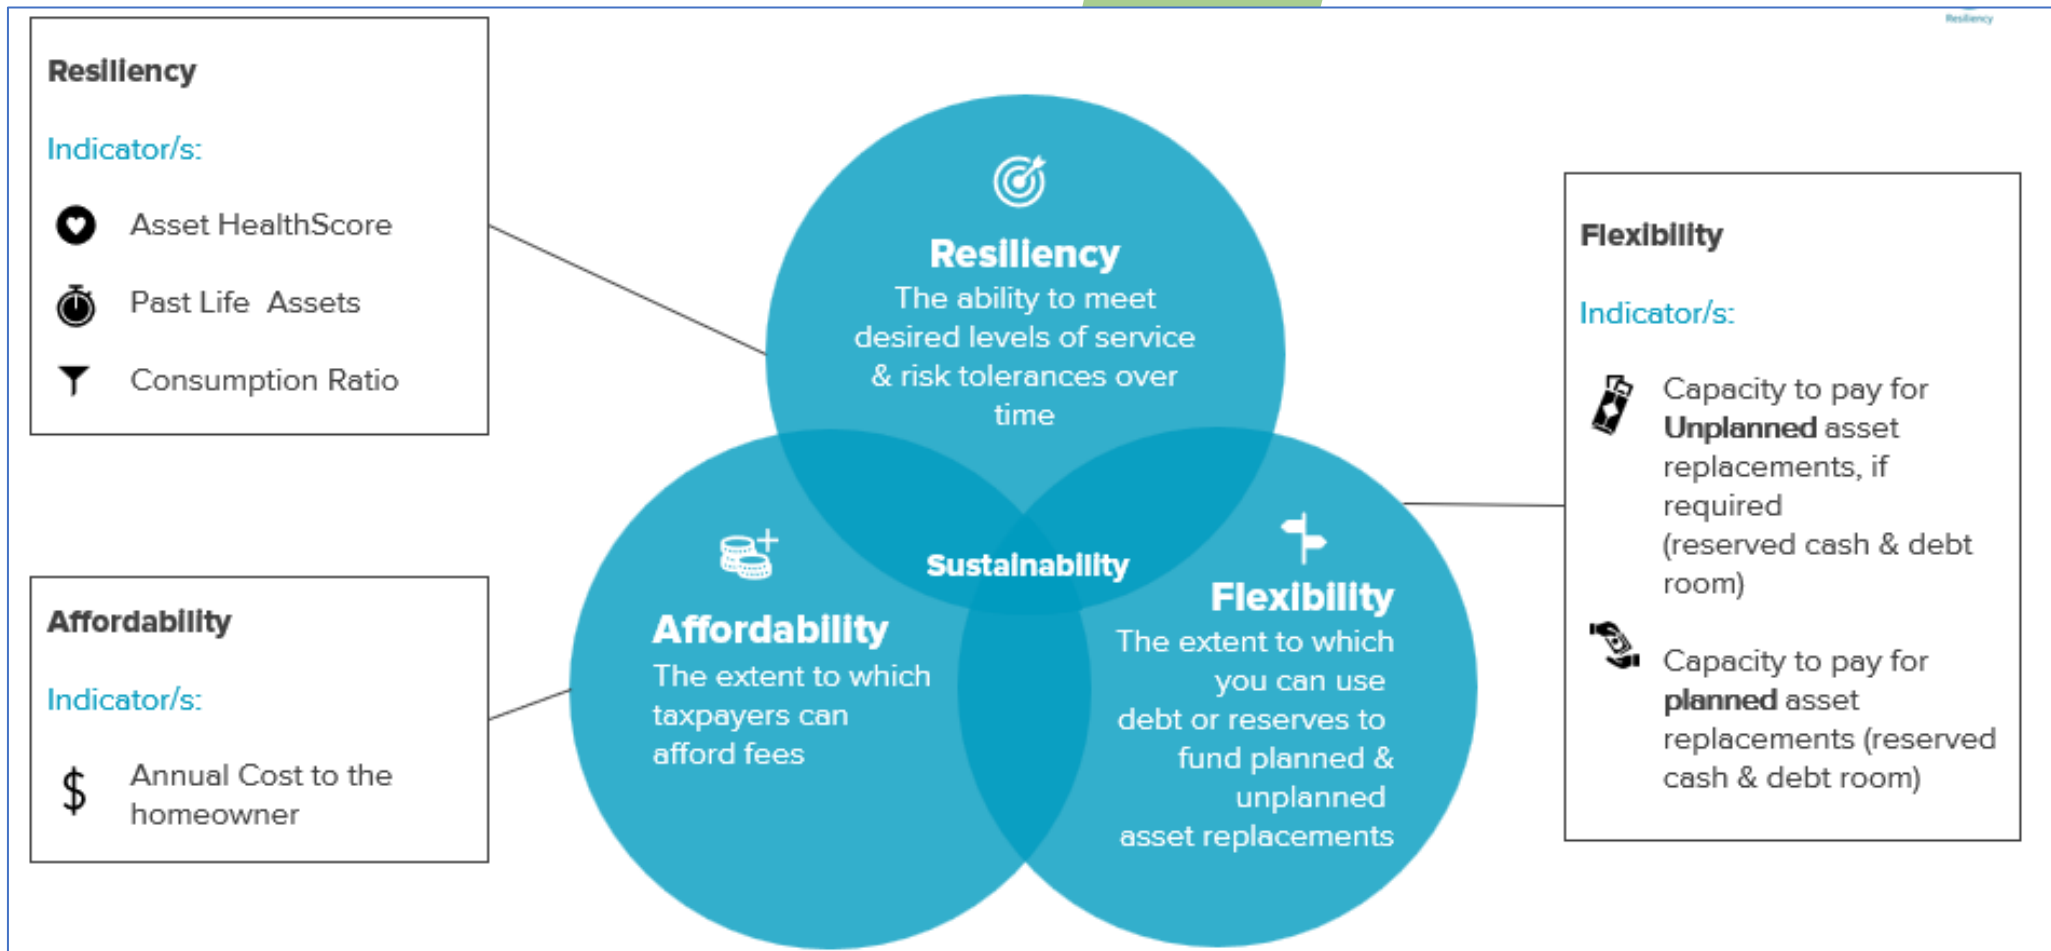 Resiliency
Resiliency
Indicator/s:
Asset HealthScore
Past Life Assets
Consumption Ratio
Resiliency
The ability to meet
desired levels of service
& risk tolerances over
time
Sustainability
Affordability
The extent to which
taxpayers can
afford fees
Flexibility
The extent to which
you can use
debt or reserves to
fund planned &
unplanned
asset replacements
Affordability
Indicator/s:
$ Annual Cost to the
homeowner
Flexibility
Indicator/s:
Capacity to pay for
Unplanned asset
replacements, if
required
(reserved cash & debt
room)
Capacity to pay for
planned asset
replacements (reserved
cash & debt room)